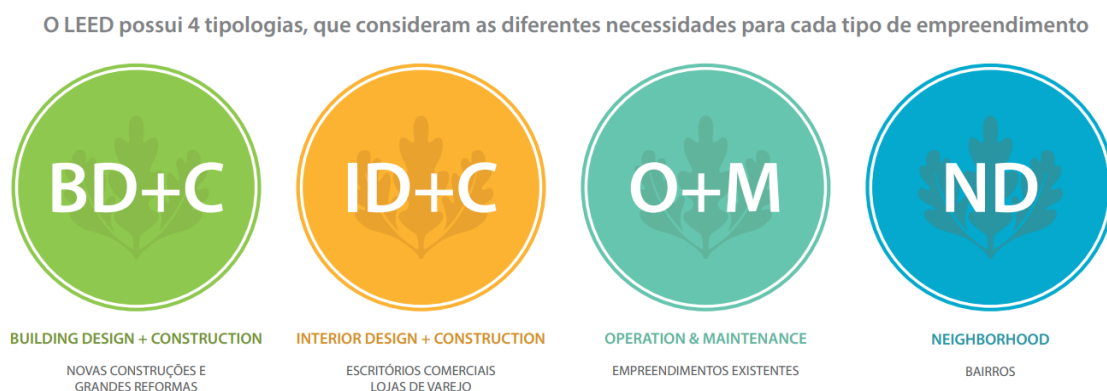 O LEED possui 4 tipologias, que consideram as diferentes necessidades para cada tipo de empreendimento
BD+C
ID+C
O+M
ND
BUILDING DESIGN + CONSTRUCTION
INTERIOR DESIGN + CONSTRUCTION
OPERATION & MAINTENANCE
NEIGHBORHOOD
NOVAS CONSTRUÇÕES E
GRANDES REFORMAS
ESCRITÓRIOS COMERCIAIS
LOJAS DE VAREJO
EMPREENDIMENTOS EXISTENTES
BAIRROS